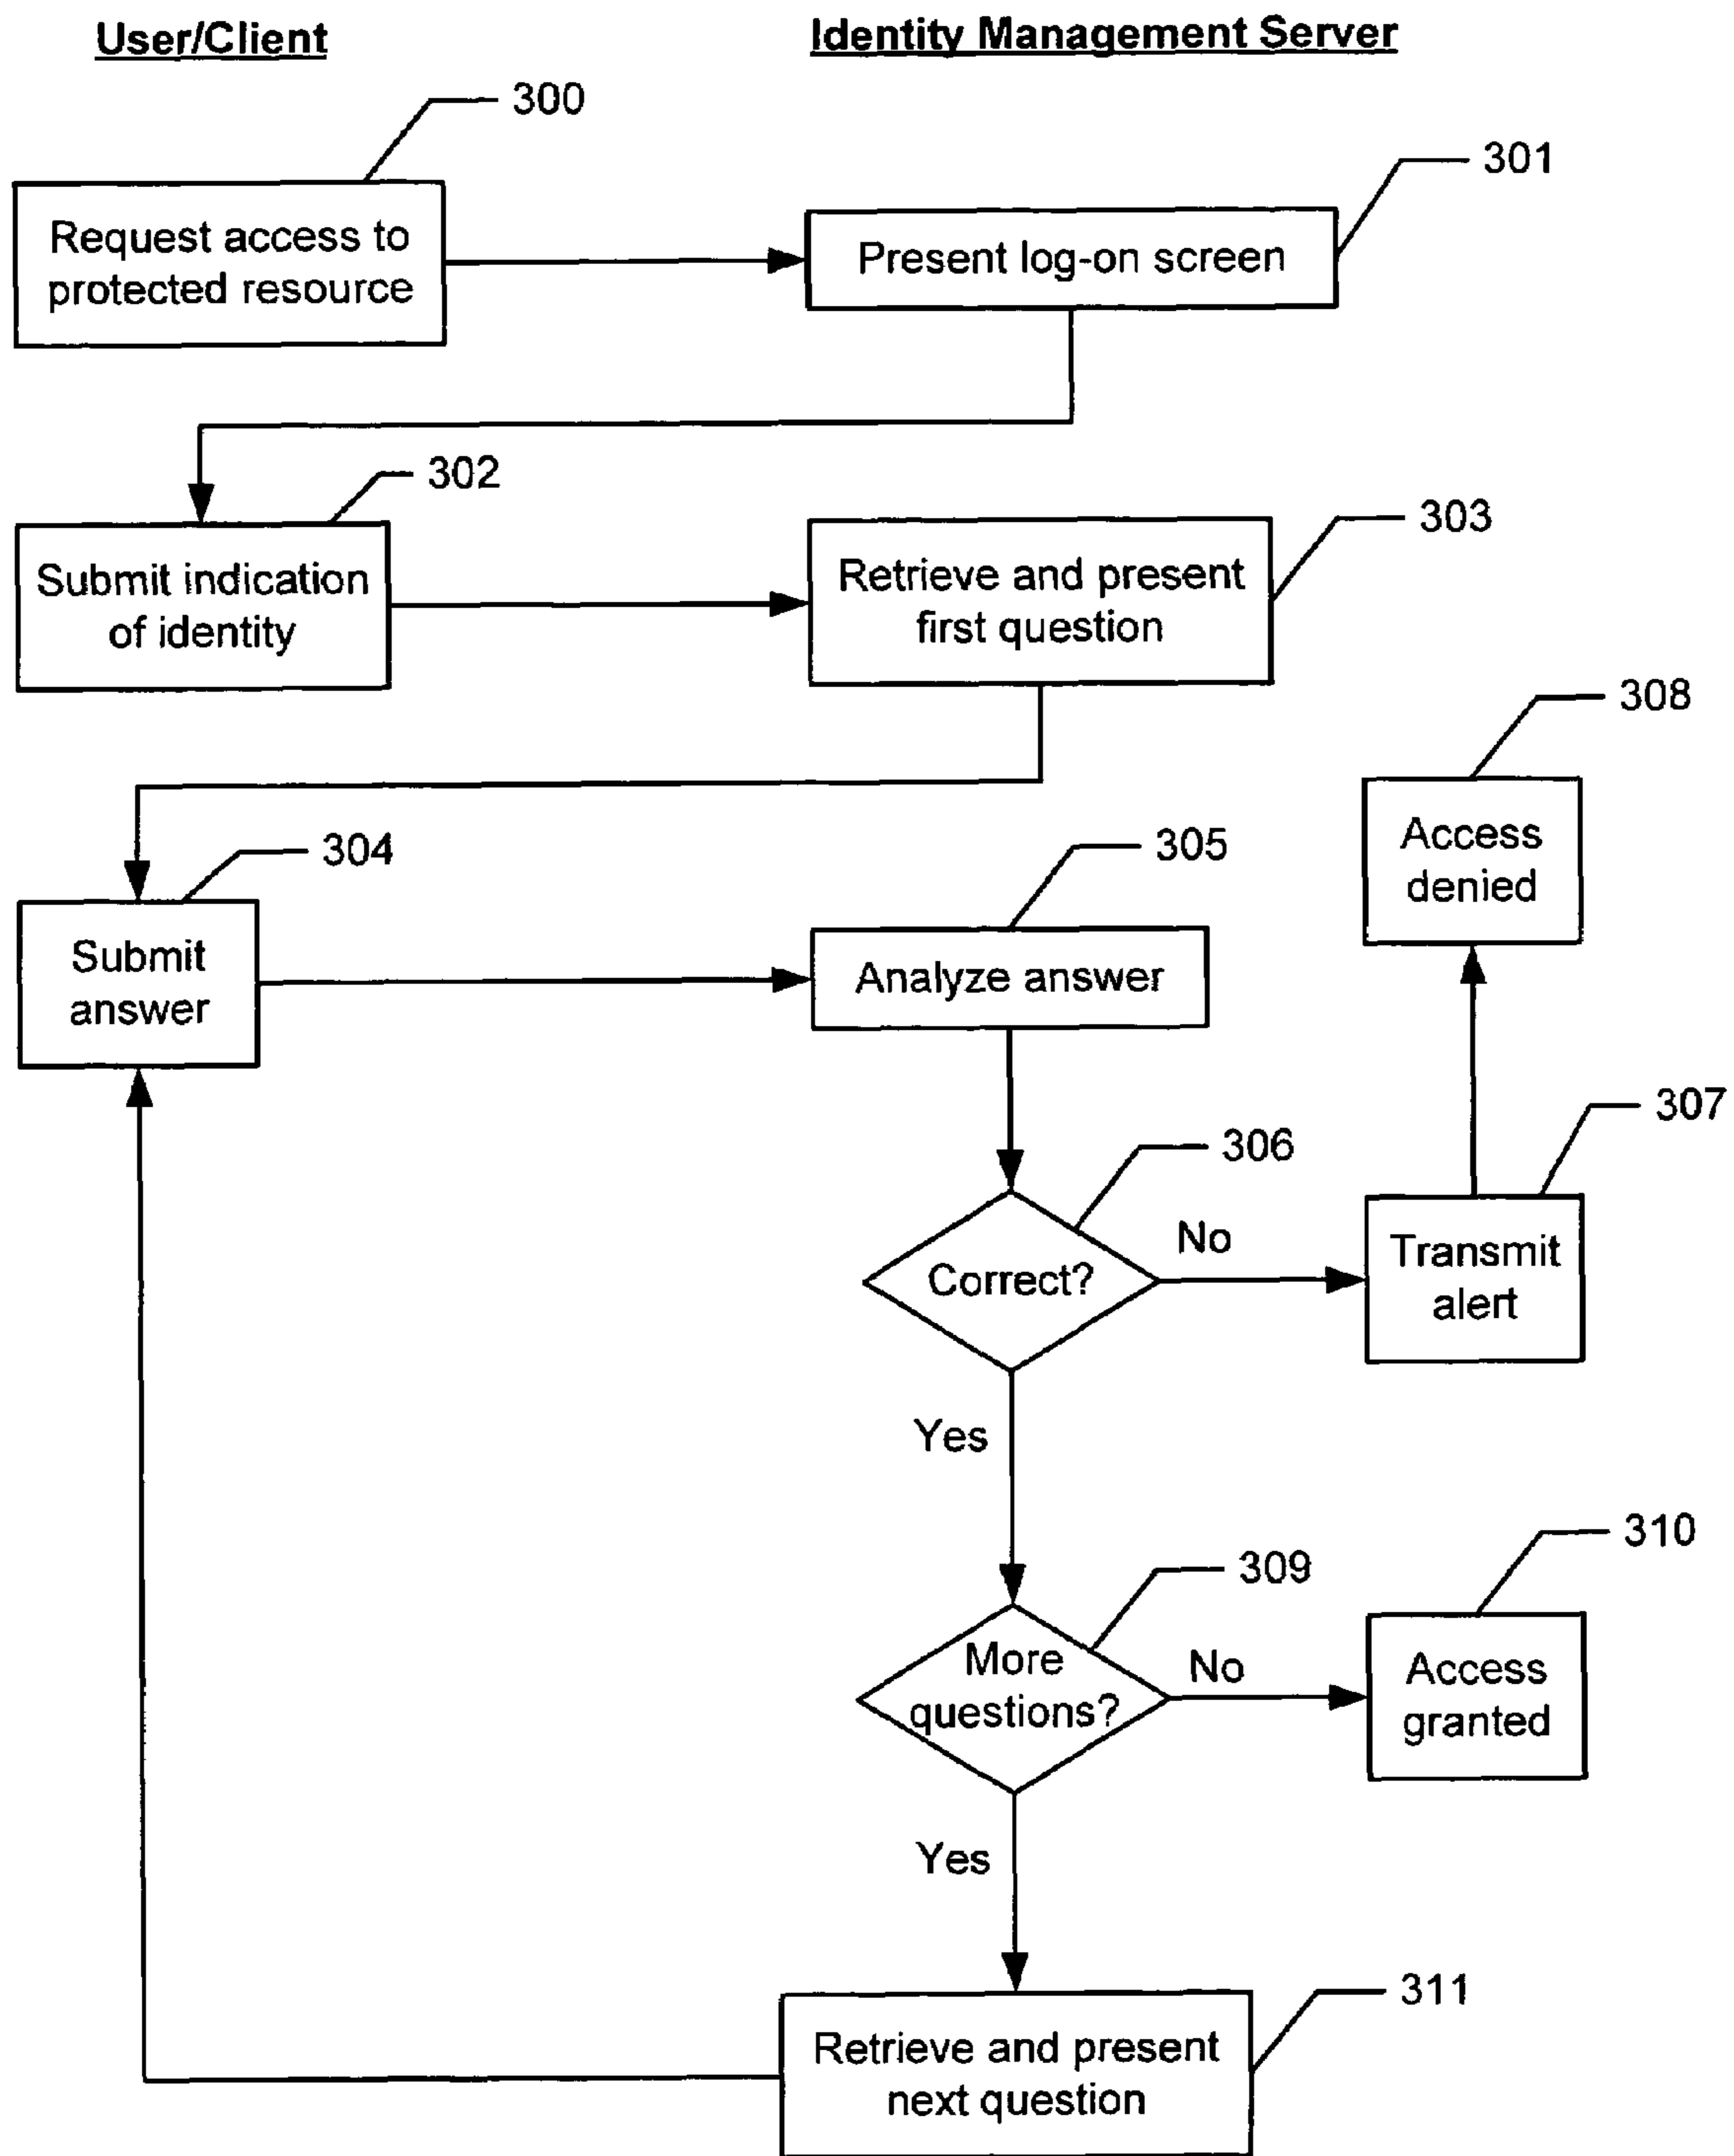 User/Client
Identity Management Server
300
301
Request access to
protected resource
Present log-on screen
302
303
Submit indication
of identity
Retrieve and present
first question
308
Access
denied
304
305
Submit
answer
Analyze answer
307
306
Correct?
No
Transmit
alert
Yes
310
309
More
questions?
No
Access
granted
Yes
311
Retrieve and present
next question